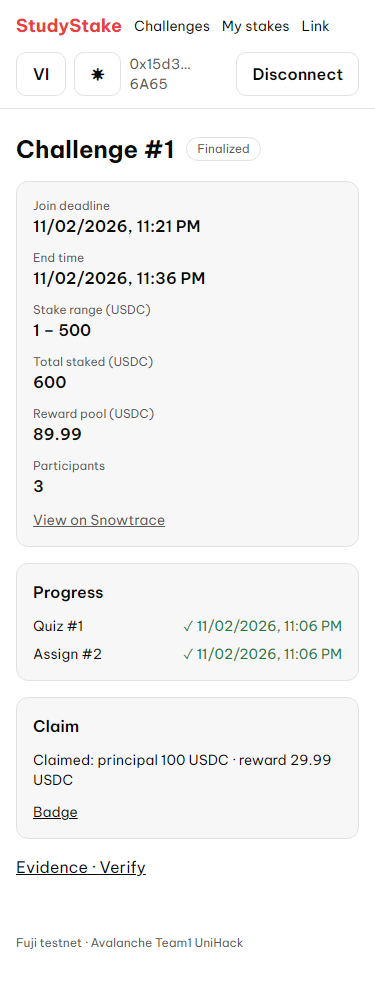 StudyStake Challenges My stakes Link
VI ☀ 0x15d3…
6A65 Disconnect
Challenge #1 Finalized
Join deadline
11/02/2026, 11:21 PM
End time
11/02/2026, 11:36 PM
Stake range (USDC)
1 – 500
Total staked (USDC)
600
Reward pool (USDC)
89.99
Participants
3
View on Snowtrace
Progress
Quiz #1 ✓ 11/02/2026, 11:06 PM
Assign #2 ✓ 11/02/2026, 11:06 PM
Claim
Claimed: principal 100 USDC · reward 29.99
USDC
Badge
Evidence · Verify
Fuji testnet · Avalanche Team1 UniHack